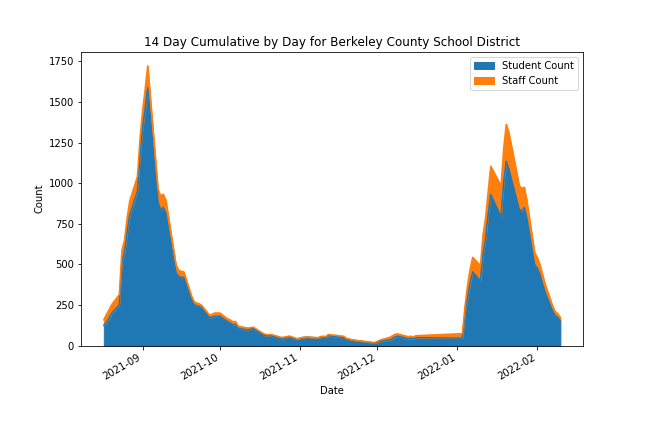 14 Day Cumulative by Day for Berkeley County School District
1750
1500
1250
1000
750
500
250
0
Count
Student Count
Staff Count
2021-09
2021-10
2021-11
2021-12
2022-01
2022-02
Date